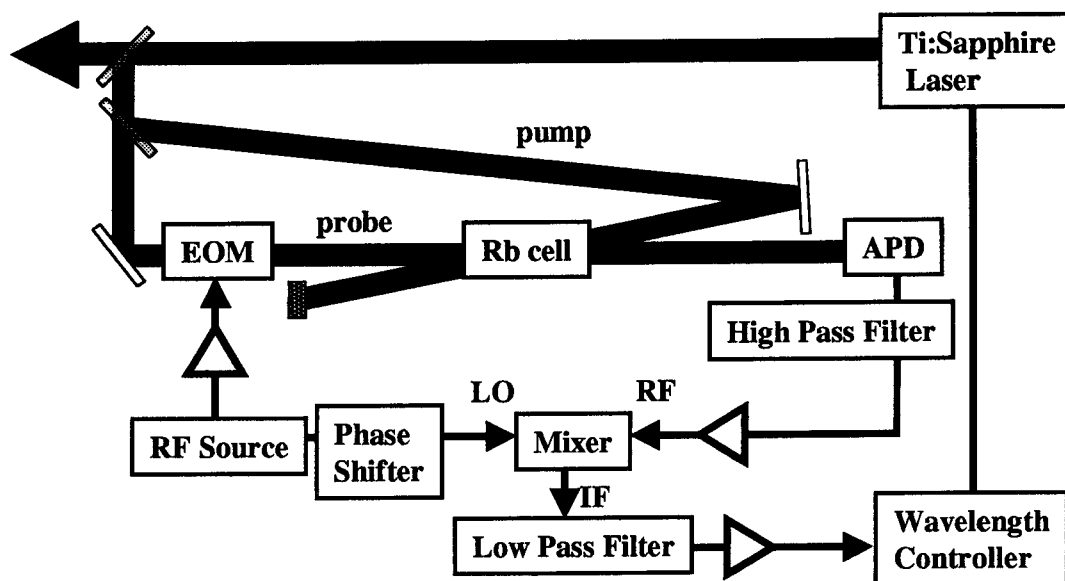 Ti:Sapphire
Laser
pump
probe
EOM
Rb cell
APD
High Pass Filter
LO
RF
RF Source
Phase
Shifter
Mixer
IF
Low Pass Filter
Wavelength
Controller